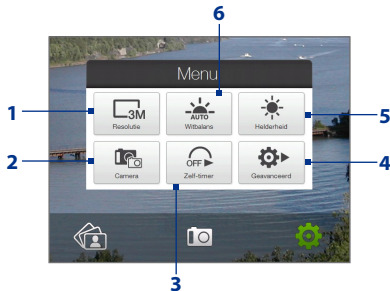 6
Menu
1
3M
AUTO
5
Resolutie
Witbalans
Helderheid
2
OFF
4
Camera
Zelf-timer
Geavanceerd
3